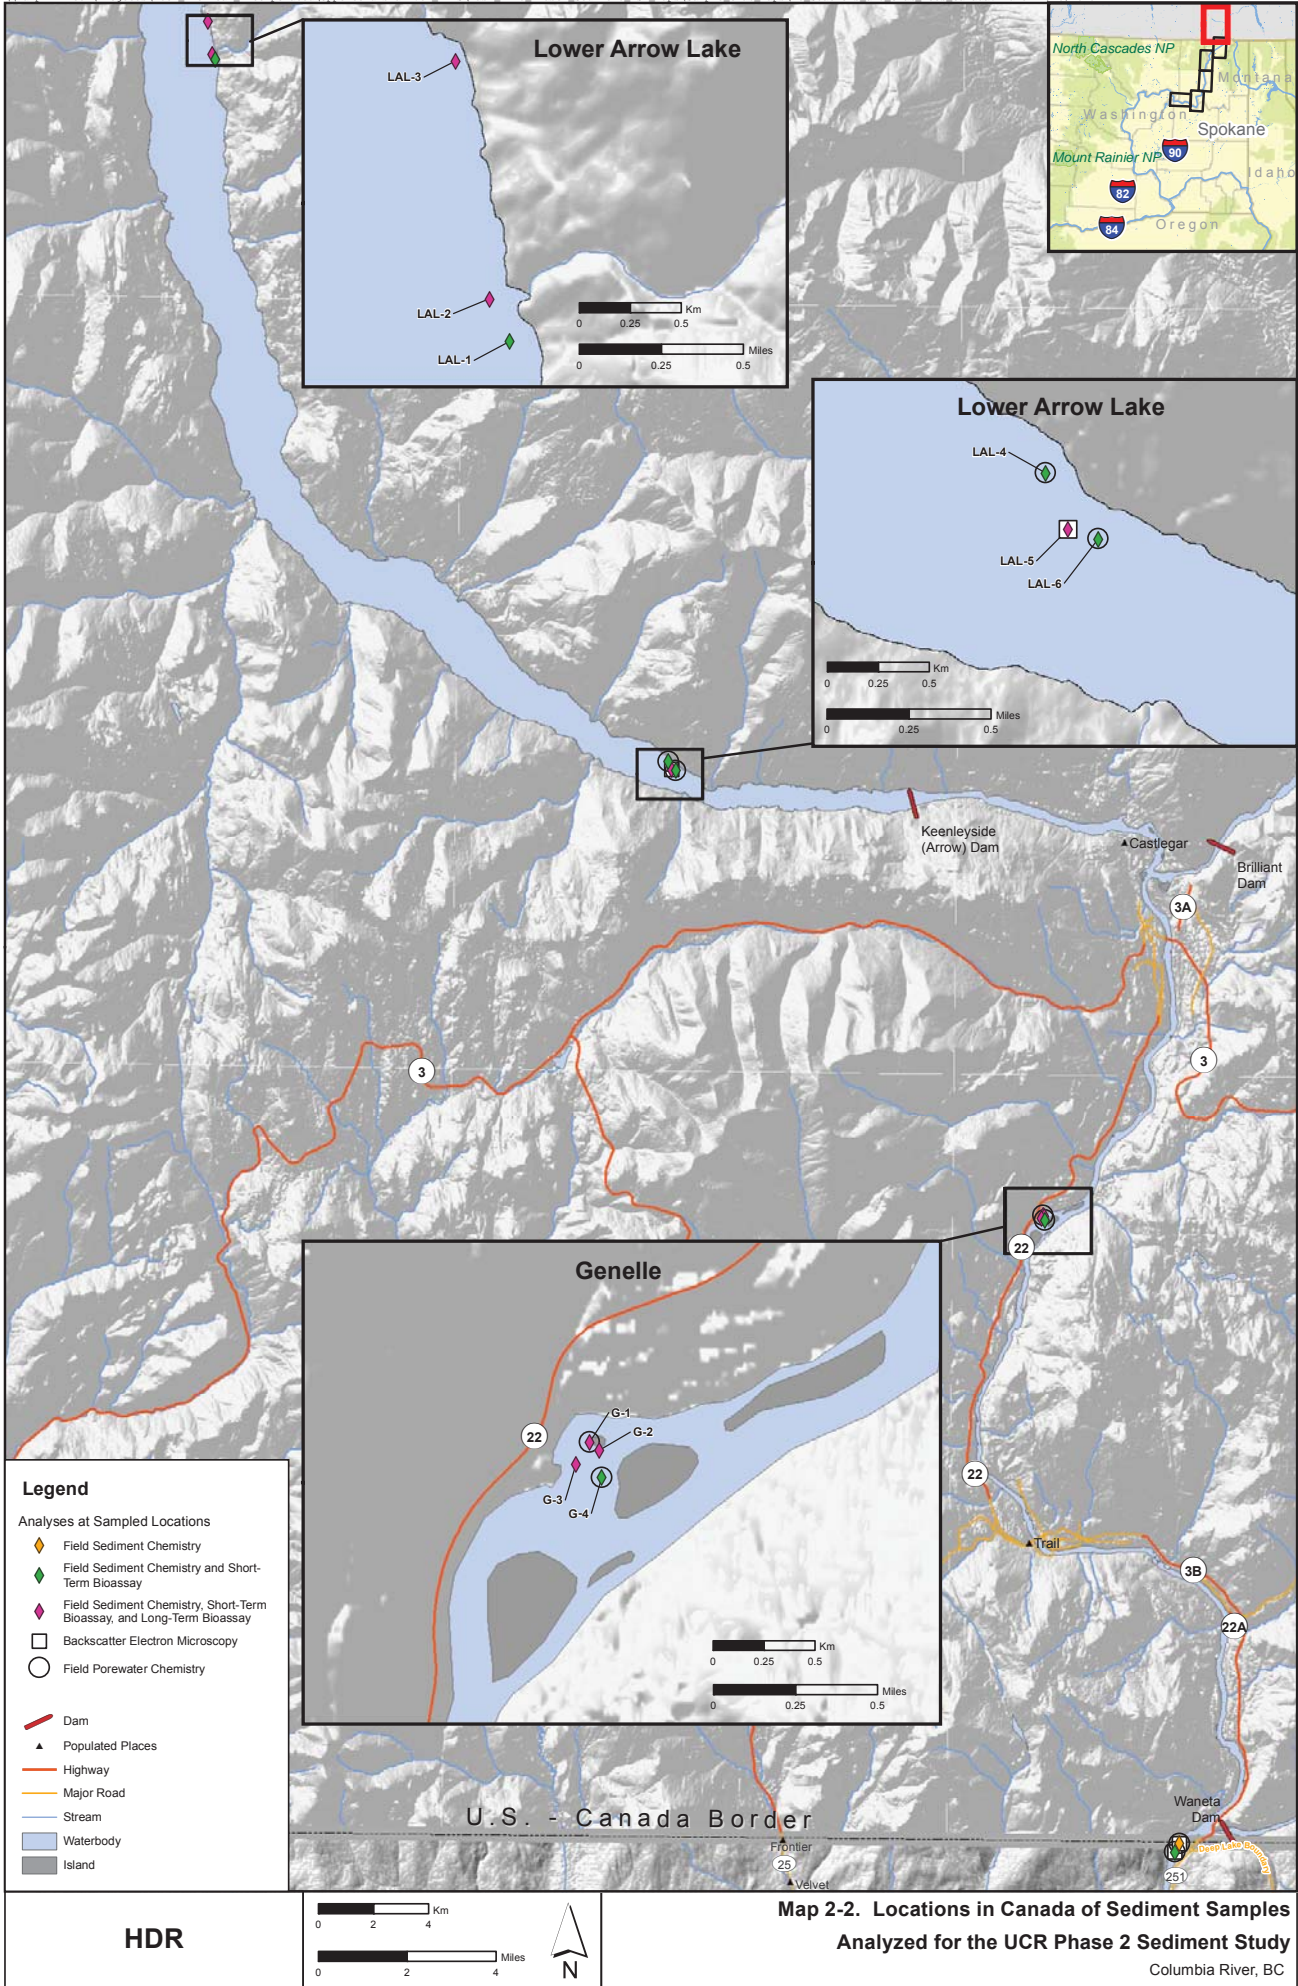 Lower Arrow Lake
LAL-3
LAL-2
LAL-1
Km
0 0.25 0.5
Miles
0 0.25 0.5
North Cascades NP
Montana
Washington
Spokane
Mount Rainier NP
90
Idaho
82
84
Oregon
Lower Arrow Lake
LAL-4
LAL-5
LAL-6
Km
0 0.25 0.5
Miles
0 0.25 0.5
Keenleyside
(Arrow) Dam
Castlegar
Brilliant
Dam
3A
3
3
22
Genelle
G-1
G-2
22
G-3
G-4
Km
0 0.25 0.5
Miles
0 0.25 0.5
22
Trail
3B
22A
Waneta
Dam
U.S. - Canada Border
Frontier
25
Velvet
Deep Lake Boundary
251
Legend
Analyses at Sampled Locations
Field Sediment Chemistry
Field Sediment Chemistry and Short-
Term Bioassay
Field Sediment Chemistry, Short-Term
Bioassay, and Long-Term Bioassay
Backscatter Electron Microscopy
Field Porewater Chemistry
Dam
Populated Places
Highway
Major Road
Stream
Waterbody
Island
HDR
Km
0 2 4
Miles
0 2 4
N
Map 2-2. Locations in Canada of Sediment Samples
Analyzed for the UCR Phase 2 Sediment Study
Columbia River, BC